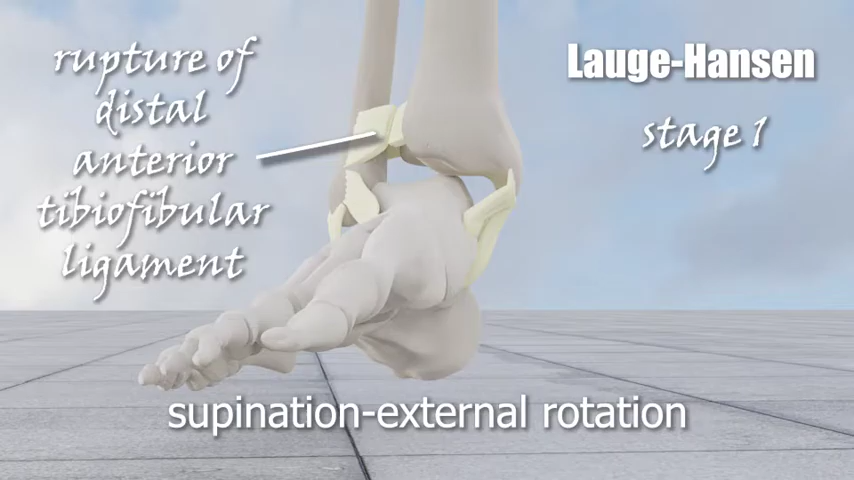 rupture of
distal
anterior
tibiofibular
ligament
Lauge-Hansen
stage 1
supination-external rotation